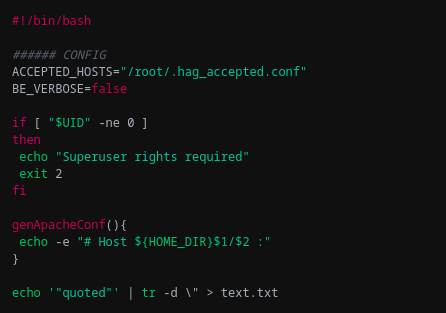 #!/bin/bash

###### CONFIG
ACCEPTED_HOSTS="/root/.hag_accepted.conf"
BE_VERBOSE=false

if [ "$UID" -ne 0 ]
then
 echo "Superuser rights required"
 exit 2
fi

genApacheConf(){
 echo -e "# Host ${HOME_DIR}$1/$2 :"
}

echo '"quoted"' | tr -d \" > text.txt